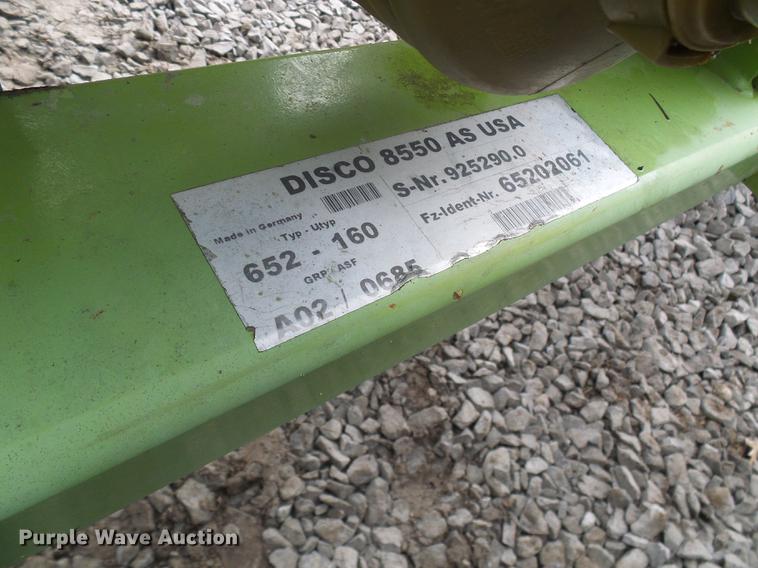 DISCO 8550 AS USA
Made in Germany
S-Nr. 925290.0
Typ - Utyp
Fz-Ident-Nr. 65202061
652 - 160
GRP / ASF
A02 / 0685
Purple Wave Auction